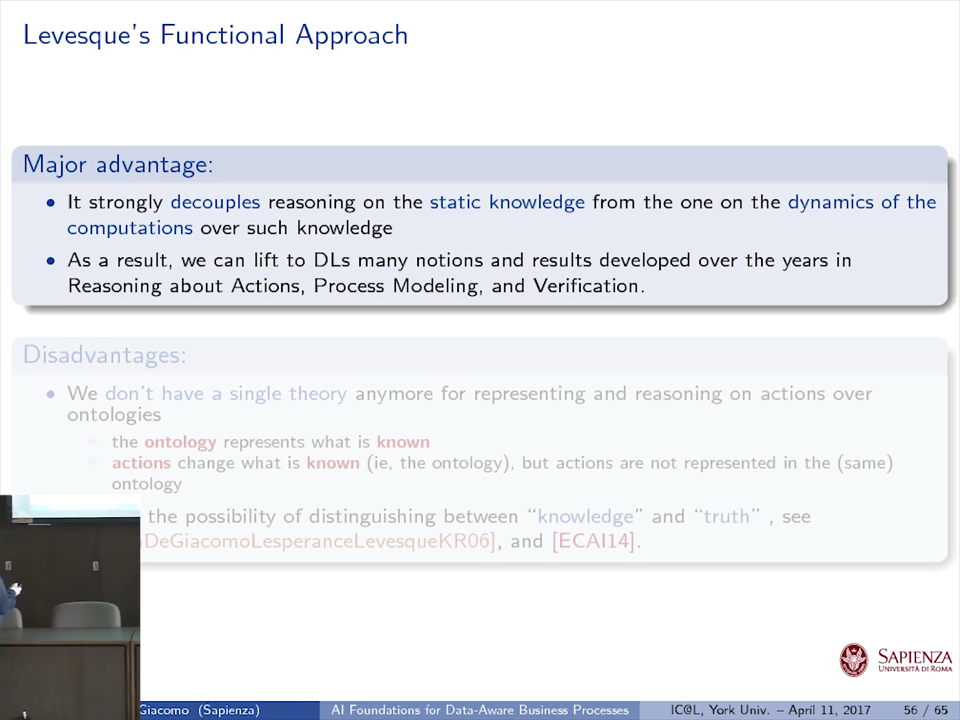 Levesque's Functional Approach
Major advantage:
• It strongly decouples reasoning on the static knowledge from the one on the dynamics of the
computations over such knowledge
• As a result, we can lift to DLs many notions and results developed over the years in
Reasoning about Actions, Process Modeling, and Verification.
Disadvantages:
• We don't have a single theory anymore for representing and reasoning on actions over
ontologies
▶ the ontology represents what is known
▶ actions change what is known (ie, the ontology), but actions are not represented in the (same)
ontology
the possibility of distinguishing between “knowledge” and “truth” , see
DeGiacomoLesperanceLevesqueKR06], and [ECAI14].
SAPIENZA
UNIVERSITÀ DI ROMA
Giacomo (Sapienza) AI Foundations for Data-Aware Business Processes IC@L, York Univ. – April 11, 2017 56 / 65